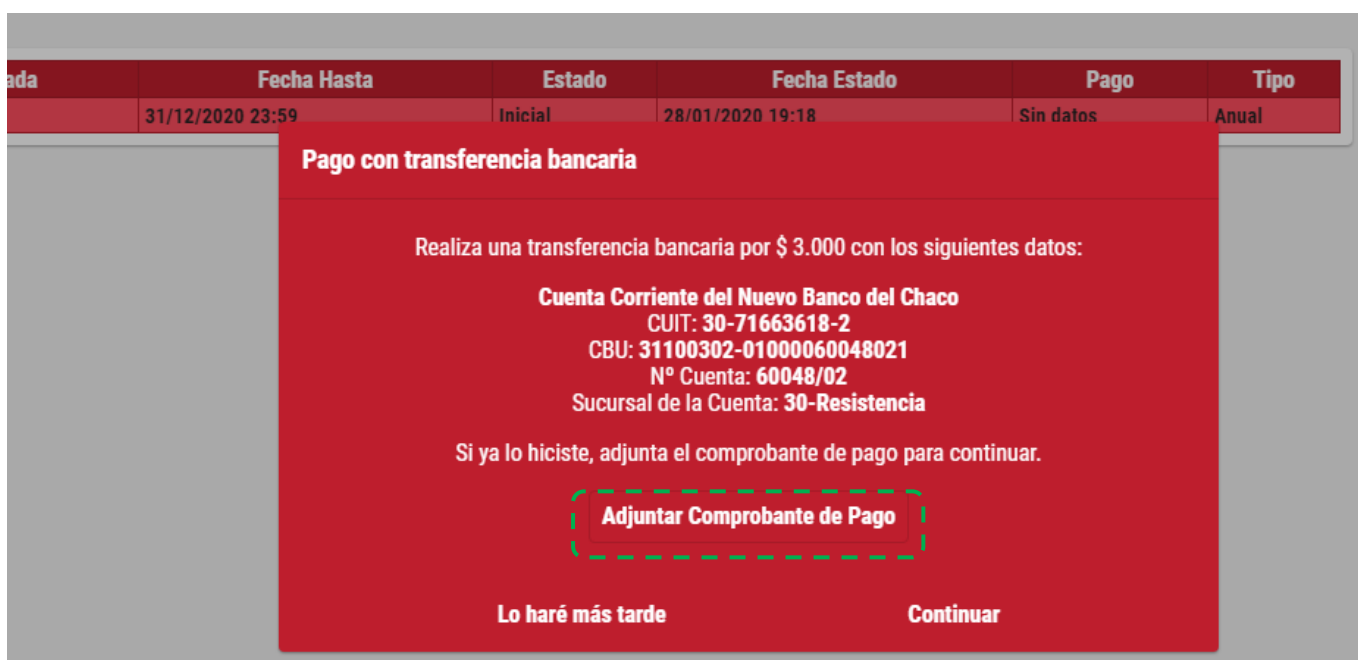 ada Fecha Hasta Estado Fecha Estado Pago Tipo
31/12/2020 23:59 Inicial 28/01/2020 19:18 Sin datos Anual
Pago con transferencia bancaria
Realiza una transferencia bancaria por $ 3.000 con los siguientes datos:
Cuenta Corriente del Nuevo Banco del Chaco
CUIT: 30-71663618-2
CBU: 31100302-01000060048021
Nº Cuenta: 60048/02
Sucursal de la Cuenta: 30-Resistencia
Si ya lo hiciste, adjunta el comprobante de pago para continuar.
Adjuntar Comprobante de Pago
Lo haré más tarde Continuar